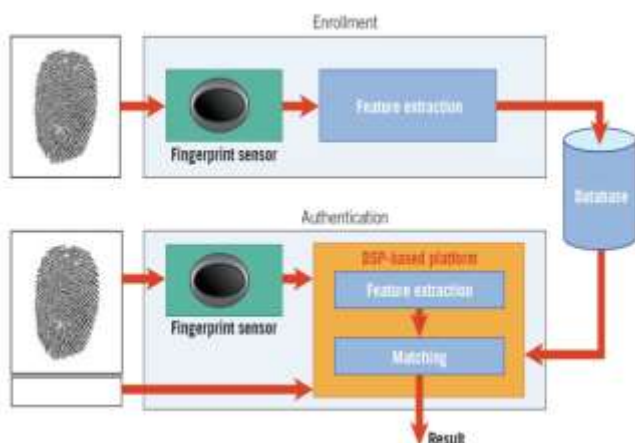 Enrollment
Feature extraction
Fingerprint sensor
Database
Authentication
DSP-based platform
Feature extraction
Fingerprint sensor
Matching
Result